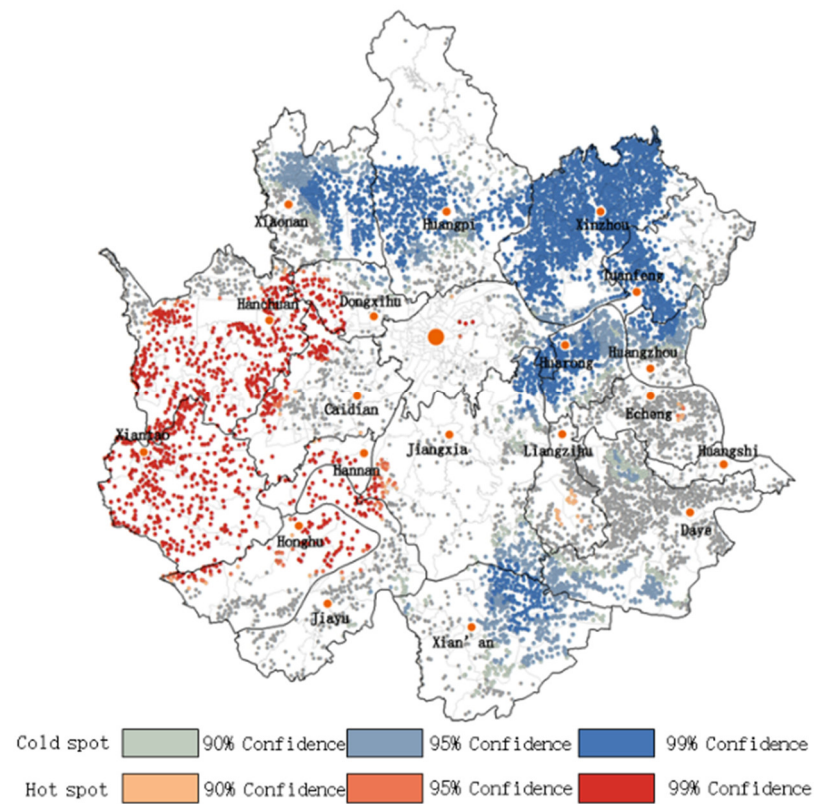 Xiaonan
Huangpi
Xinzhou
Tuanfeng
Hanchuan
Dongxihu
Huarong
Huangzhou
Caidian
Echeng
Xiantao
Jiangxia
Liangzihu
Huangshi
Hannan
Daye
Honghu
Jiayu
Xian' an
Cold spot 90% Confidence 95% Confidence 99% Confidence
Hot spot 90% Confidence 95% Confidence 99% Confidence